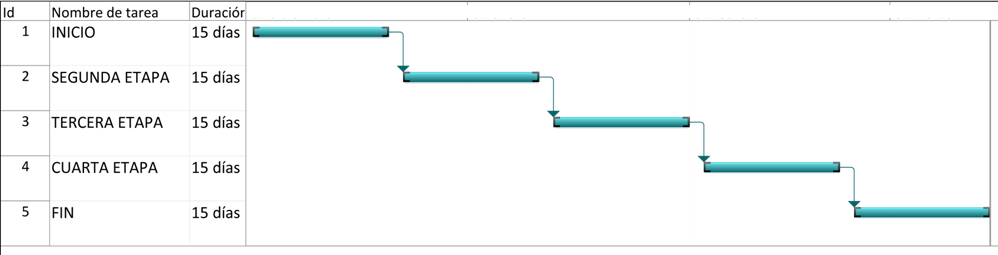 Id Nombre de tarea Duración
1 INICIO 15 días
2 SEGUNDA ETAPA 15 días
3 TERCERA ETAPA 15 días
4 CUARTA ETAPA 15 días
5 FIN 15 días